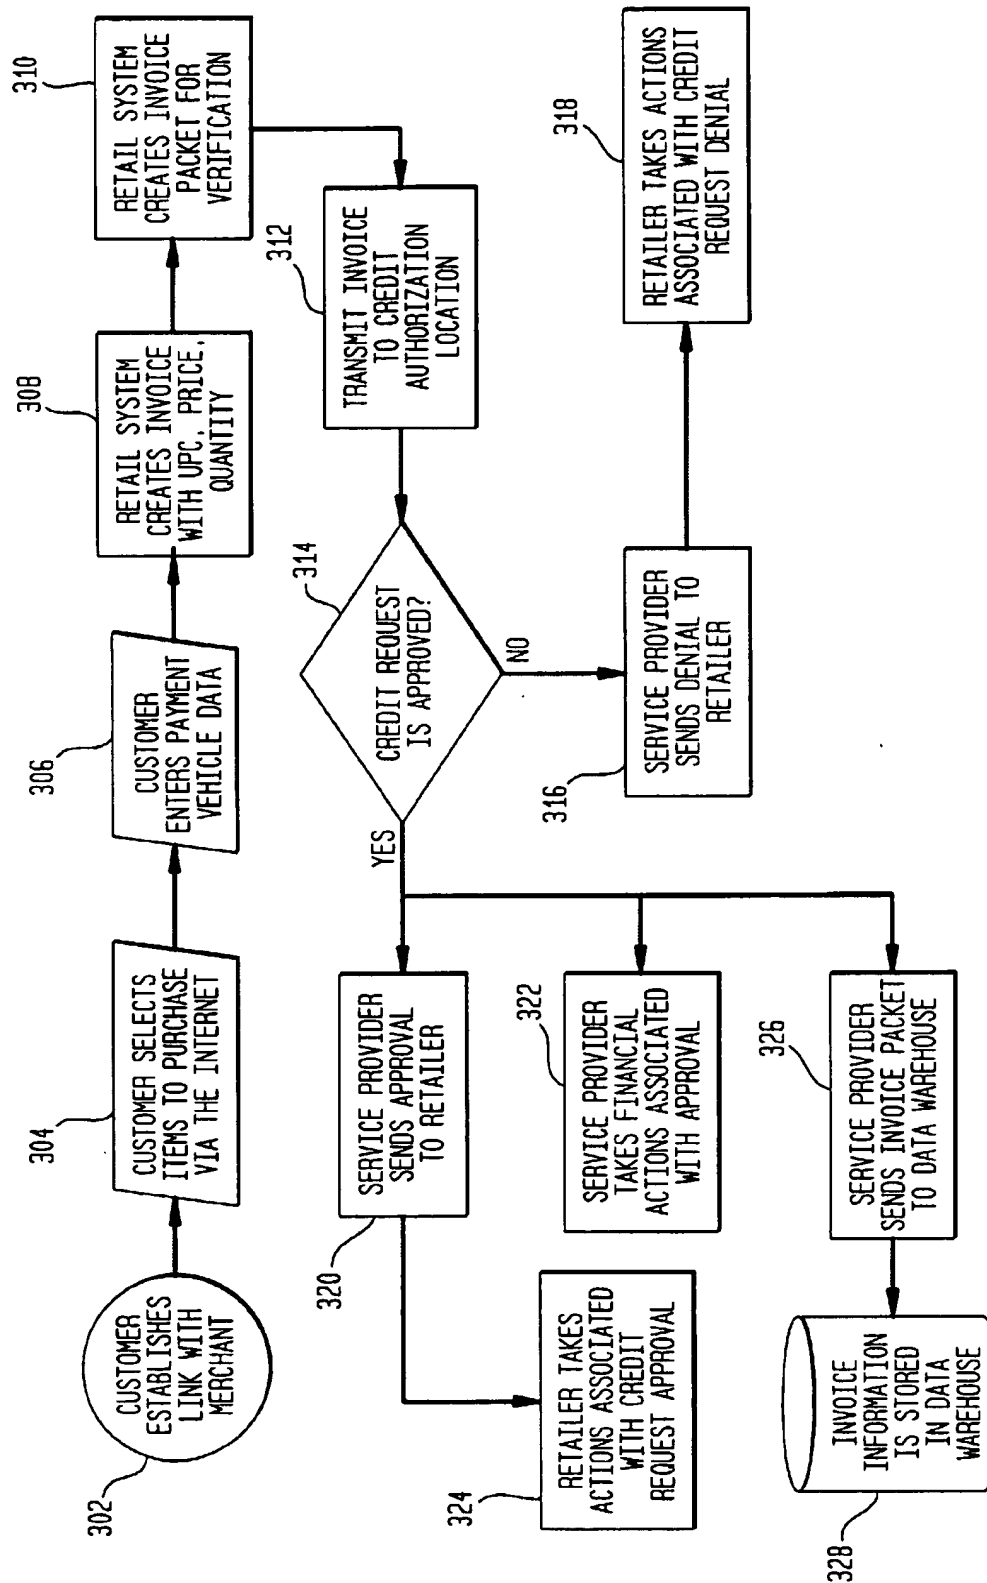 302
CUSTOMER
ESTABLISHES
LINK WITH
MERCHANT
304
CUSTOMER SELECTS
ITEMS TO PURCHASE
VIA THE INTERNET
306
CUSTOMER
ENTERS PAYMENT
VEHICLE DATA
308
RETAIL SYSTEM
CREATES INVOICE
WITH UPC, PRICE,
QUANTITY
310
RETAIL SYSTEM
CREATES INVOICE
PACKET FOR
VERIFICATION
312
TRANSMIT INVOICE
TO CREDIT
AUTHORIZATION
LOCATION
314
CREDIT REQUEST
IS APPROVED?
YES
NO
316
SERVICE PROVIDER
SENDS DENIAL TO
RETAILER
318
RETAILER TAKES ACTIONS
ASSOCIATED WITH CREDIT
REQUEST DENIAL
320
SERVICE PROVIDER
SENDS APPROVAL
TO RETAILER
322
SERVICE PROVIDER
TAKES FINANCIAL
ACTIONS ASSOCIATED
WITH APPROVAL
324
RETAILER TAKES
ACTIONS ASSOCIATED
WITH CREDIT
REQUEST APPROVAL
326
SERVICE PROVIDER
SENDS INVOICE PACKET
TO DATA WAREHOUSE
328
INVOICE
INFORMATION
IS STORED
IN DATA
WAREHOUSE